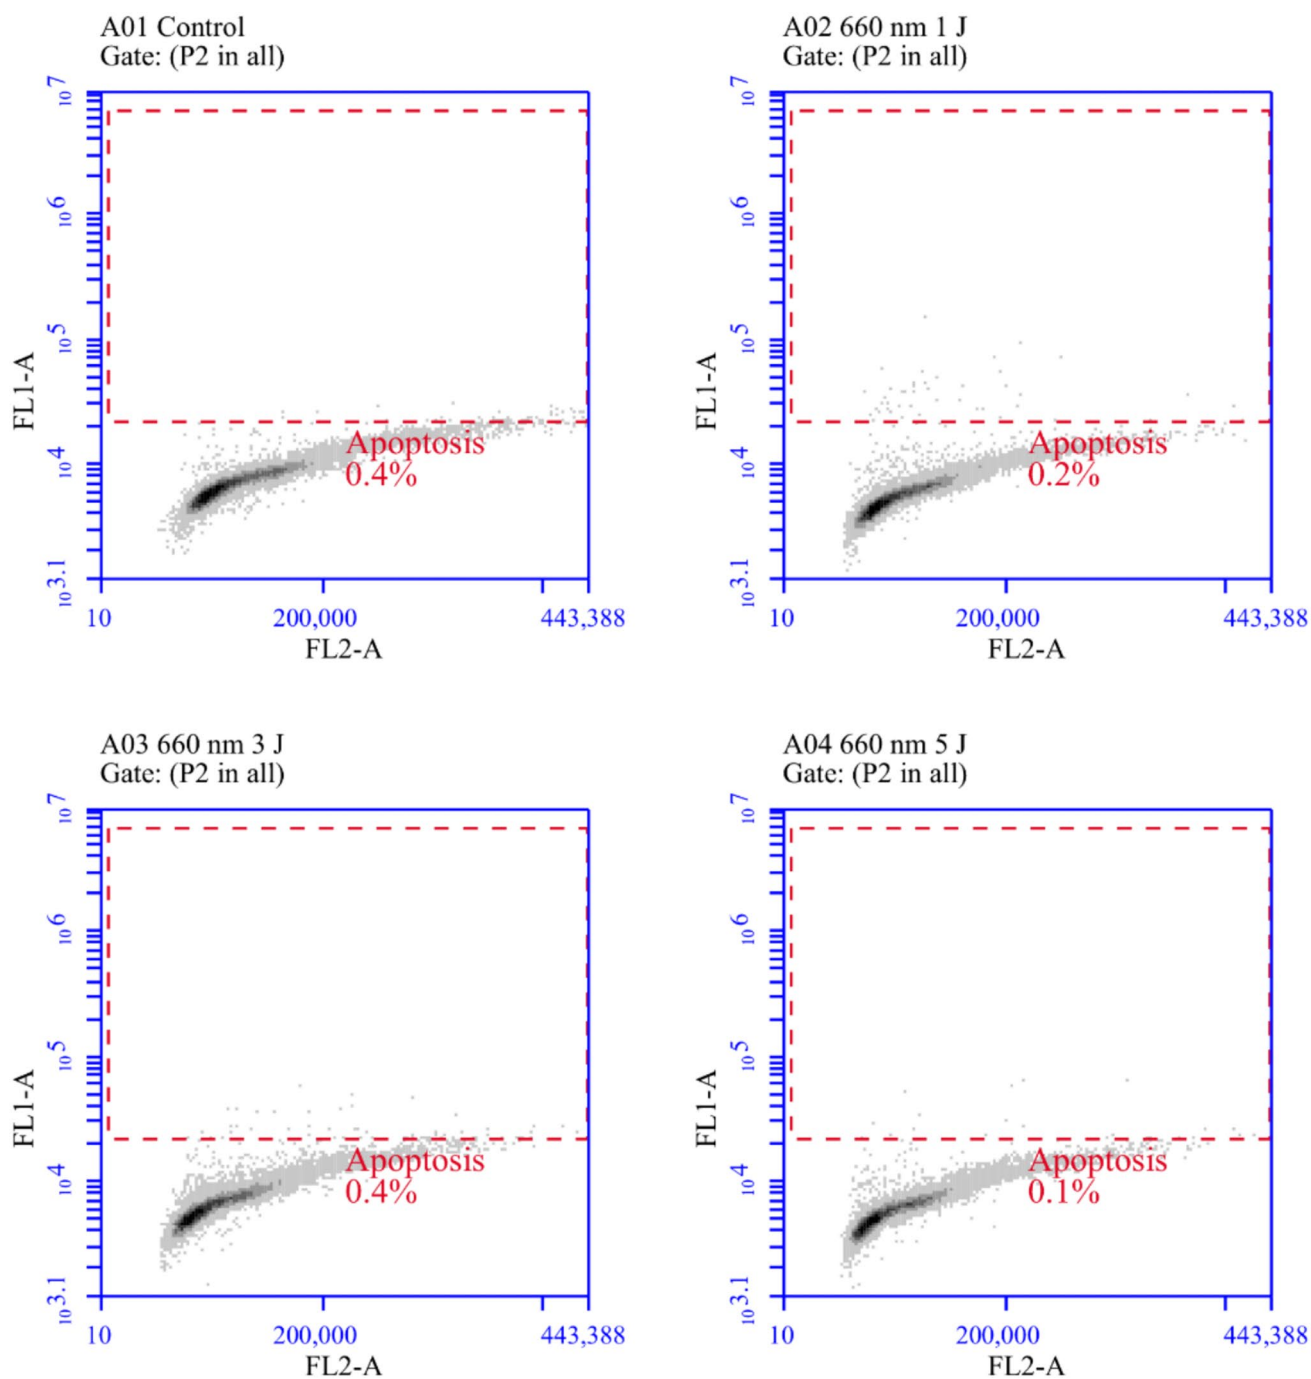 A01 Control
Gate: (P2 in all)
10 7
10 6
10 5
10 4
10 3.1
FL1-A
Apoptosis
0.4%
10 200,000 443,388
FL2-A
A02 660 nm 1 J
Gate: (P2 in all)
10 7
10 6
10 5
10 4
10 3.1
FL1-A
Apoptosis
0.2%
10 200,000 443,388
FL2-A
A03 660 nm 3 J
Gate: (P2 in all)
10 7
10 6
10 5
10 4
10 3.1
FL1-A
Apoptosis
0.4%
10 200,000 443,388
FL2-A
A04 660 nm 5 J
Gate: (P2 in all)
10 7
10 6
10 5
10 4
10 3.1
FL1-A
Apoptosis
0.1%
10 200,000 443,388
FL2-A